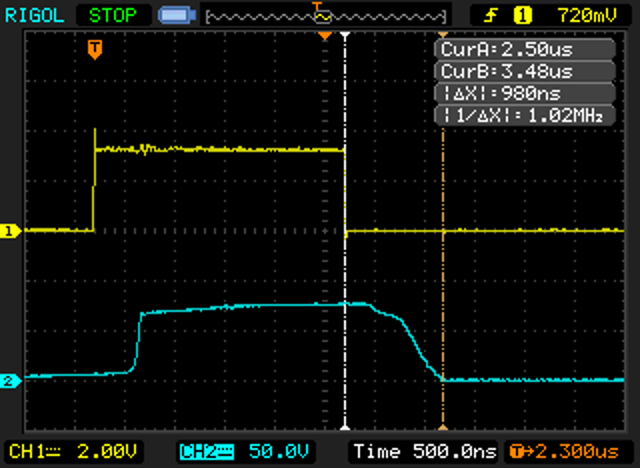 RIGOL STOP T 1 720mV
T
CurA:2.50us
CurB:3.48us
|ΔX|:980ns
|1/ΔX|:1.02MHz
1
2
CH1 2.00V CH2 50.0V Time 500.0ns T→2.300us